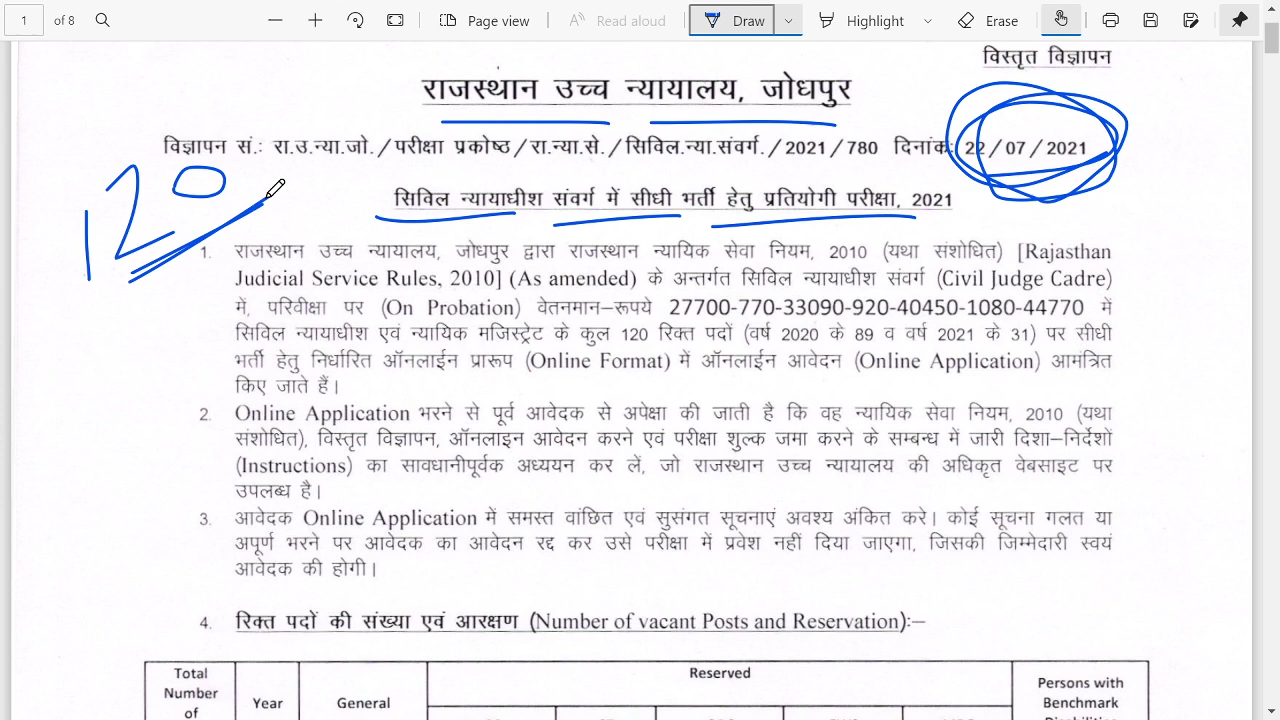 1 of 8 Page view Read aloud Draw Highlight Erase
विस्तृत विज्ञापन
राजस्थान उच्च न्यायालय, जोधपुर
विज्ञापन सं.: रा.उ.न्या.जो./परीक्षा प्रकोष्ठ/रा.न्या.से./सिविल.न्या.संवर्ग./2021/780 दिनांक: 22/07/2021
120
सिविल न्यायाधीश संवर्ग में सीधी भर्ती हेतु प्रतियोगी परीक्षा, 2021
1. राजस्थान उच्च न्यायालय, जोधपुर द्वारा राजस्थान न्यायिक सेवा नियम, 2010 (यथा संशोधित) [Rajasthan
Judicial Service Rules, 2010] (As amended) के अन्तर्गत सिविल न्यायाधीश संवर्ग (Civil Judge Cadre)
में, परिवीक्षा पर (On Probation) वेतनमान–रूपये 27700-770-33090-920-40450-1080-44770 में
सिविल न्यायाधीश एवं न्यायिक मजिस्ट्रेट के कुल 120 रिक्त पदों (वर्ष 2020 के 89 व वर्ष 2021 के 31) पर सीधी
भर्ती हेतु निर्धारित ऑनलाईन प्रारूप (Online Format) में ऑनलाईन आवेदन (Online Application) आमंत्रित
किए जाते हैं।
2. Online Application भरने से पूर्व आवेदक से अपेक्षा की जाती है कि वह न्यायिक सेवा नियम, 2010 (यथा
संशोधित), विस्तृत विज्ञापन, ऑनलाइन आवेदन करने एवं परीक्षा शुल्क जमा करने के सम्बन्ध में जारी दिशा–निर्देशों
(Instructions) का सावधानीपूर्वक अध्ययन कर लें, जो राजस्थान उच्च न्यायालय की अधिकृत वेबसाइट पर
उपलब्ध है।
3. आवेदक Online Application में समस्त वांछित एवं सुसंगत सूचनाएं अवश्य अंकित करे। कोई सूचना गलत या
अपूर्ण भरने पर आवेदक का आवेदन रद्द कर उसे परीक्षा में प्रवेश नहीं दिया जाएगा, जिसकी जिम्मेदारी स्वयं
आवेदक की होगी।
4. रिक्त पदों की संख्या एवं आरक्षण (Number of vacant Posts and Reservation):–
Total Number of Year General Reserved Persons with Benchmark